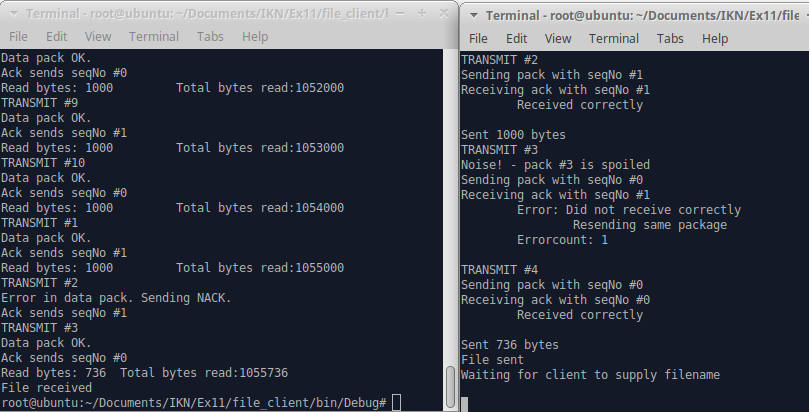 Terminal - root@ubuntu: ~/Documents/IKN/Ex11/file_client/
File Edit View Terminal Tabs Help
Data pack OK.
Ack sends seqNo #0
Read bytes: 1000 Total bytes read:1052000
TRANSMIT #9
Data pack OK.
Ack sends seqNo #1
Read bytes: 1000 Total bytes read:1053000
TRANSMIT #10
Data pack OK.
Ack sends seqNo #0
Read bytes: 1000 Total bytes read:1054000
TRANSMIT #1
Data pack OK.
Ack sends seqNo #1
Read bytes: 1000 Total bytes read:1055000
TRANSMIT #2
Error in data pack. Sending NACK.
Ack sends seqNo #1
TRANSMIT #3
Data pack OK.
Ack sends seqNo #0
Read bytes: 736 Total bytes read:1055736
File received
root@ubuntu:~/Documents/IKN/Ex11/file_client/bin/Debug#
Terminal - root@ubuntu: ~/Documents/IKN/Ex11/file
File Edit View Terminal Tabs Help
TRANSMIT #2
Sending pack with seqNo #1
Receiving ack with seqNo #1
Received correctly
Sent 1000 bytes
TRANSMIT #3
Noise! - pack #3 is spoiled
Sending pack with seqNo #0
Receiving ack with seqNo #1
Error: Did not receive correctly
Resending same package
Errorcount: 1
TRANSMIT #4
Sending pack with seqNo #0
Receiving ack with seqNo #0
Received correctly
Sent 736 bytes
File sent
Waiting for client to supply filename